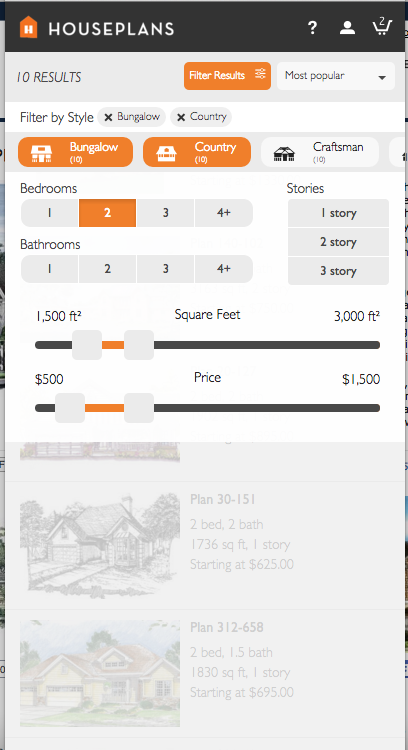 HOUSEPLANS
?
2
10 RESULTS
Filter Results
Most popular
Filter by Style
× Bungalow
× Country
Bungalow
(10)
Country
(10)
Craftsman
(10)
Bedrooms
1 2 3 4+
Bathrooms
1 2 3 4+
Stories
1 story
2 story
3 story
1,500 ft² Square Feet 3,000 ft²
$500 Price $1,500
Plan 30-151
2 bed, 2 bath
1736 sq ft, 1 story
Starting at $625.00
Plan 312-658
2 bed, 1.5 bath
1830 sq ft, 1 story
Starting at $695.00